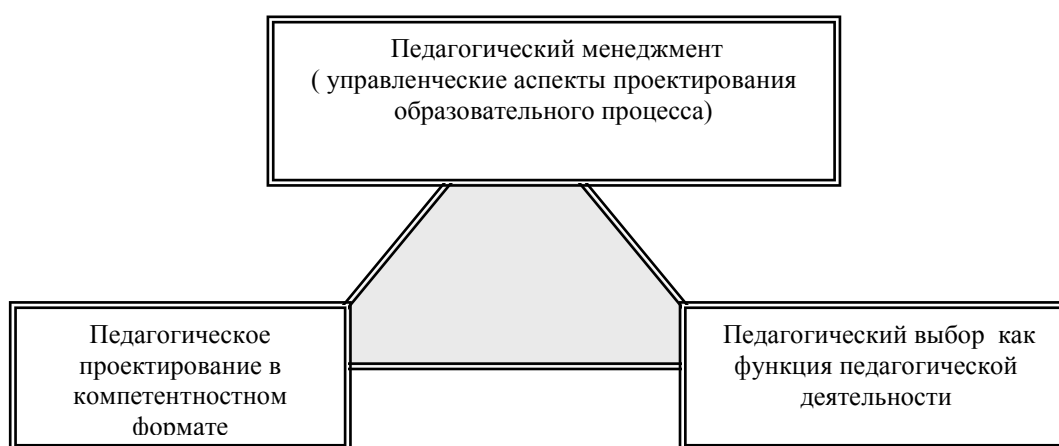 Педагогический менеджмент
( управленческие аспекты проектирования
образовательного процесса)
Педагогическое
проектирование в
компетентностном
формате
Педагогический выбор как
функция педагогической
деятельности